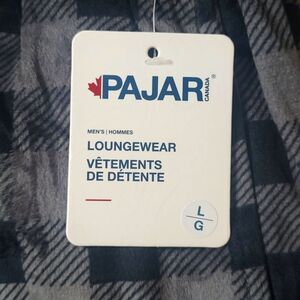 PAJAR®
CANADA
MEN'S | HOMMES
LOUNGEWEAR
VÊTEMENTS
DE DÉTENTE
L
G